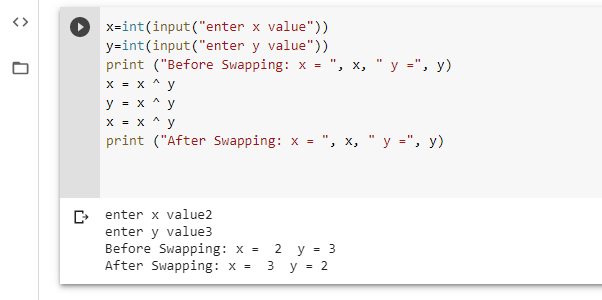 x=int(input("enter x value"))
y=int(input("enter y value"))
print ("Before Swapping: x = ", x, " y =", y)
x = x ^ y
y = x ^ y
x = x ^ y
print ("After Swapping: x = ", x, " y =", y)
enter x value2
enter y value3
Before Swapping: x =  2  y = 3
After Swapping: x =  3  y = 2